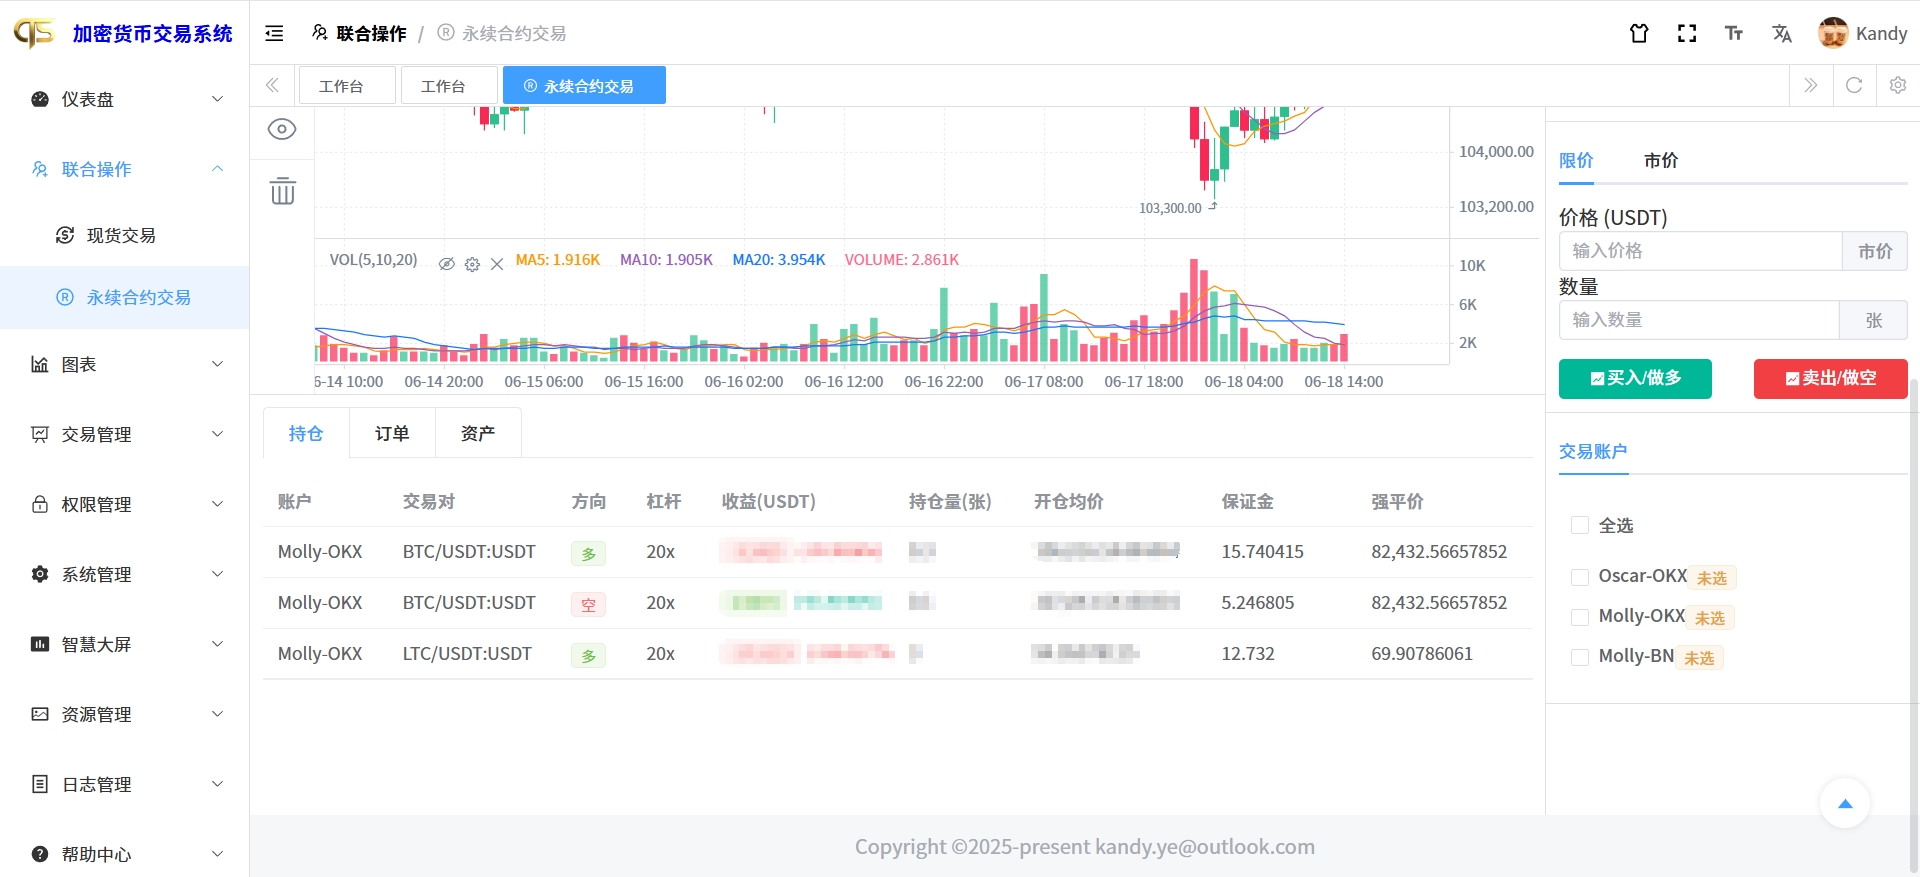 加密货币交易系统
联合操作 / Ⓡ 永续合约交易
Kandy
工作台
工作台
Ⓡ 永续合约交易
仪表盘
联合操作
现货交易
Ⓡ 永续合约交易
图表
交易管理
权限管理
系统管理
智慧大屏
资源管理
日志管理
帮助中心
104,000.00
103,200.00
103,300.00
VOL(5,10,20) MA5: 1.916K MA10: 1.905K MA20: 3.954K VOLUME: 2.861K
10K
6K
2K
6-14 10:00 06-14 20:00 06-15 06:00 06-15 16:00 06-16 02:00 06-16 12:00 06-16 22:00 06-17 08:00 06-17 18:00 06-18 04:00 06-18 14:00
持仓 订单 资产
账户 交易对 方向 杠杆 收益(USDT) 持仓量(张) 开仓均价 保证金 强平价
Molly-OKX BTC/USDT:USDT 多 20x 15.740415 82,432.56657852
Molly-OKX BTC/USDT:USDT 空 20x 5.246805 82,432.56657852
Molly-OKX LTC/USDT:USDT 多 20x 12.732 69.90786061
限价 市价
价格 (USDT)
输入价格 市价
数量
输入数量 张
买入/做多 卖出/做空
交易账户
全选
Oscar-OKX 未选
Molly-OKX 未选
Molly-BN 未选
Copyright ©2025-present kandy.ye@outlook.com